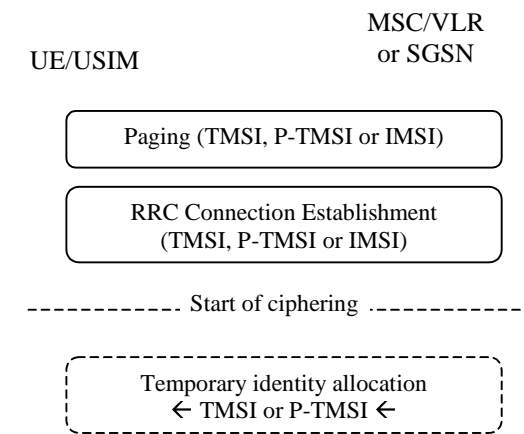 MSC/VLR
or SGSN
UE/USIM
Paging (TMSI, P-TMSI or IMSI)
RRC Connection Establishment
(TMSI, P-TMSI or IMSI)
Start of ciphering
Temporary identity allocation
← TMSI or P-TMSI ←